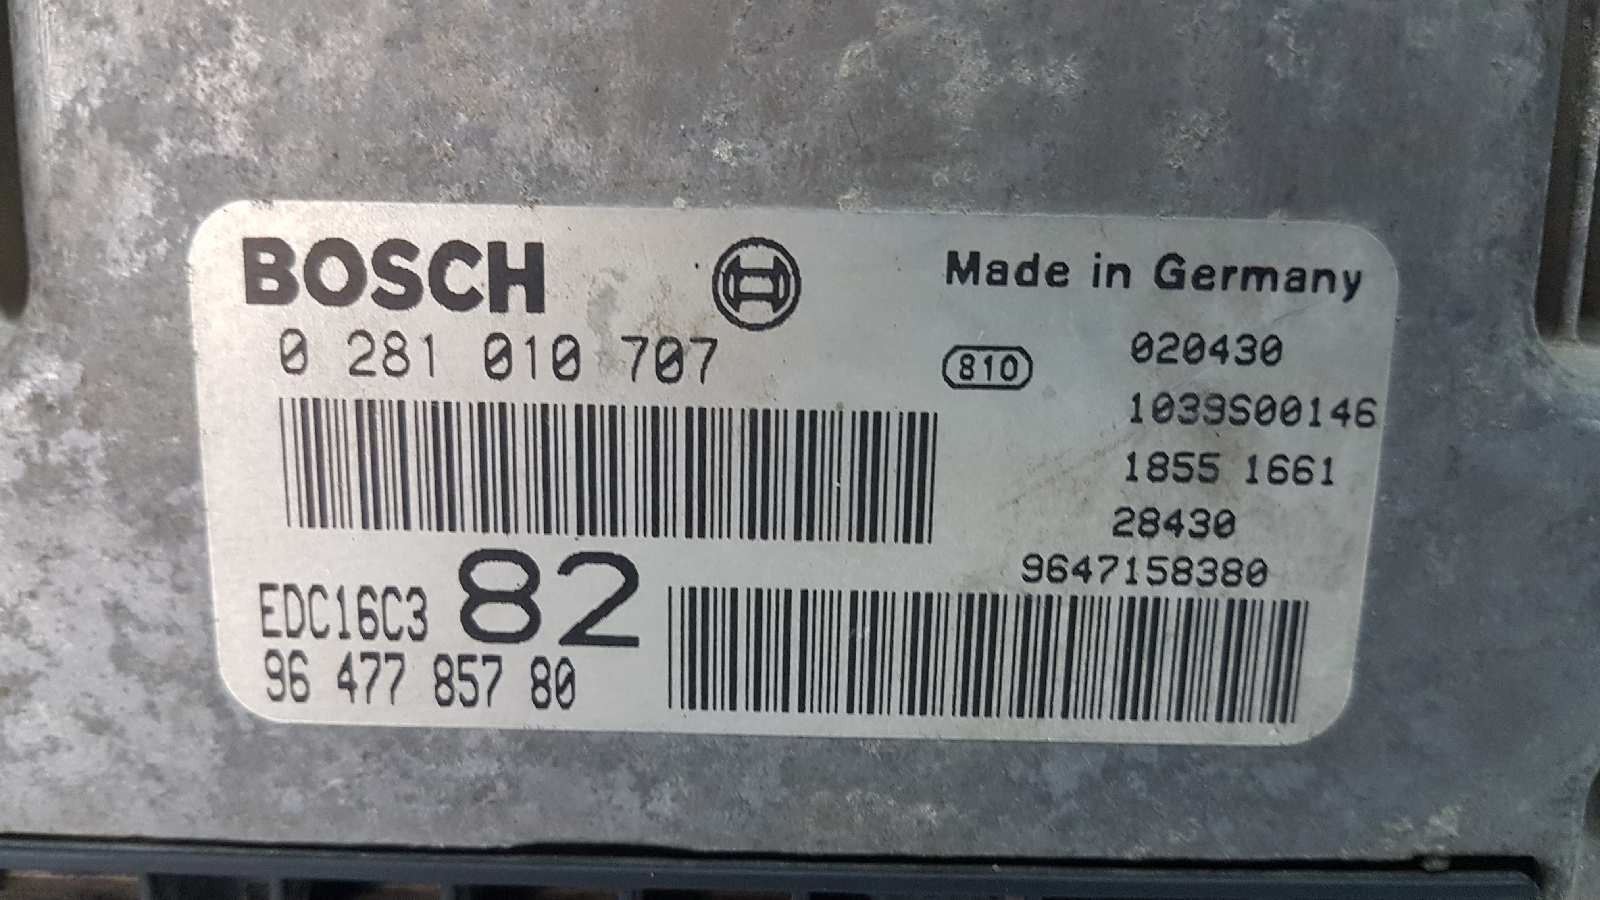 BOSCH
Made in Germany
0 281 010 707
810
020430
1039S00146
1855 1661
28430
9647158380
EDC16C3 82
96 477 857 80